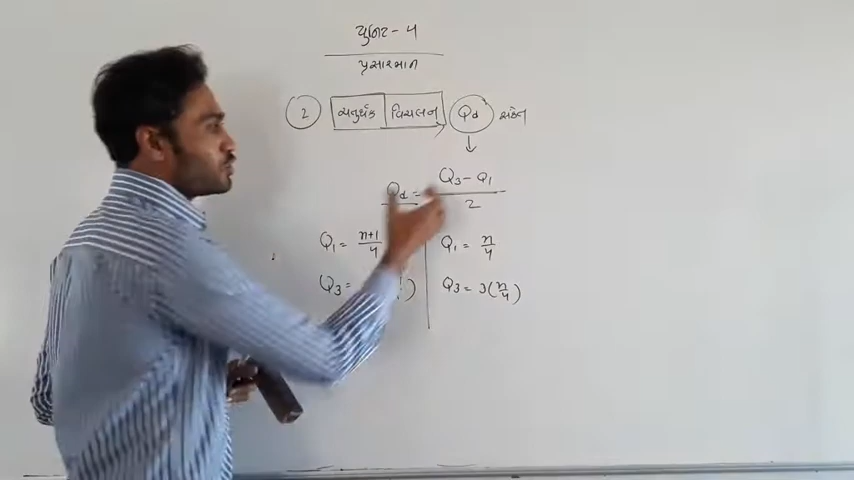 યુનિટ - ૫
પ્રસારમાન
2 ચતુર્થક વિચલન Qd સંકેત
Qd = Q3 - Q1 / 2
Q1 = n+1 / 4 Q1 = n / 4
Q3 = ) Q3 = 3(n/4)